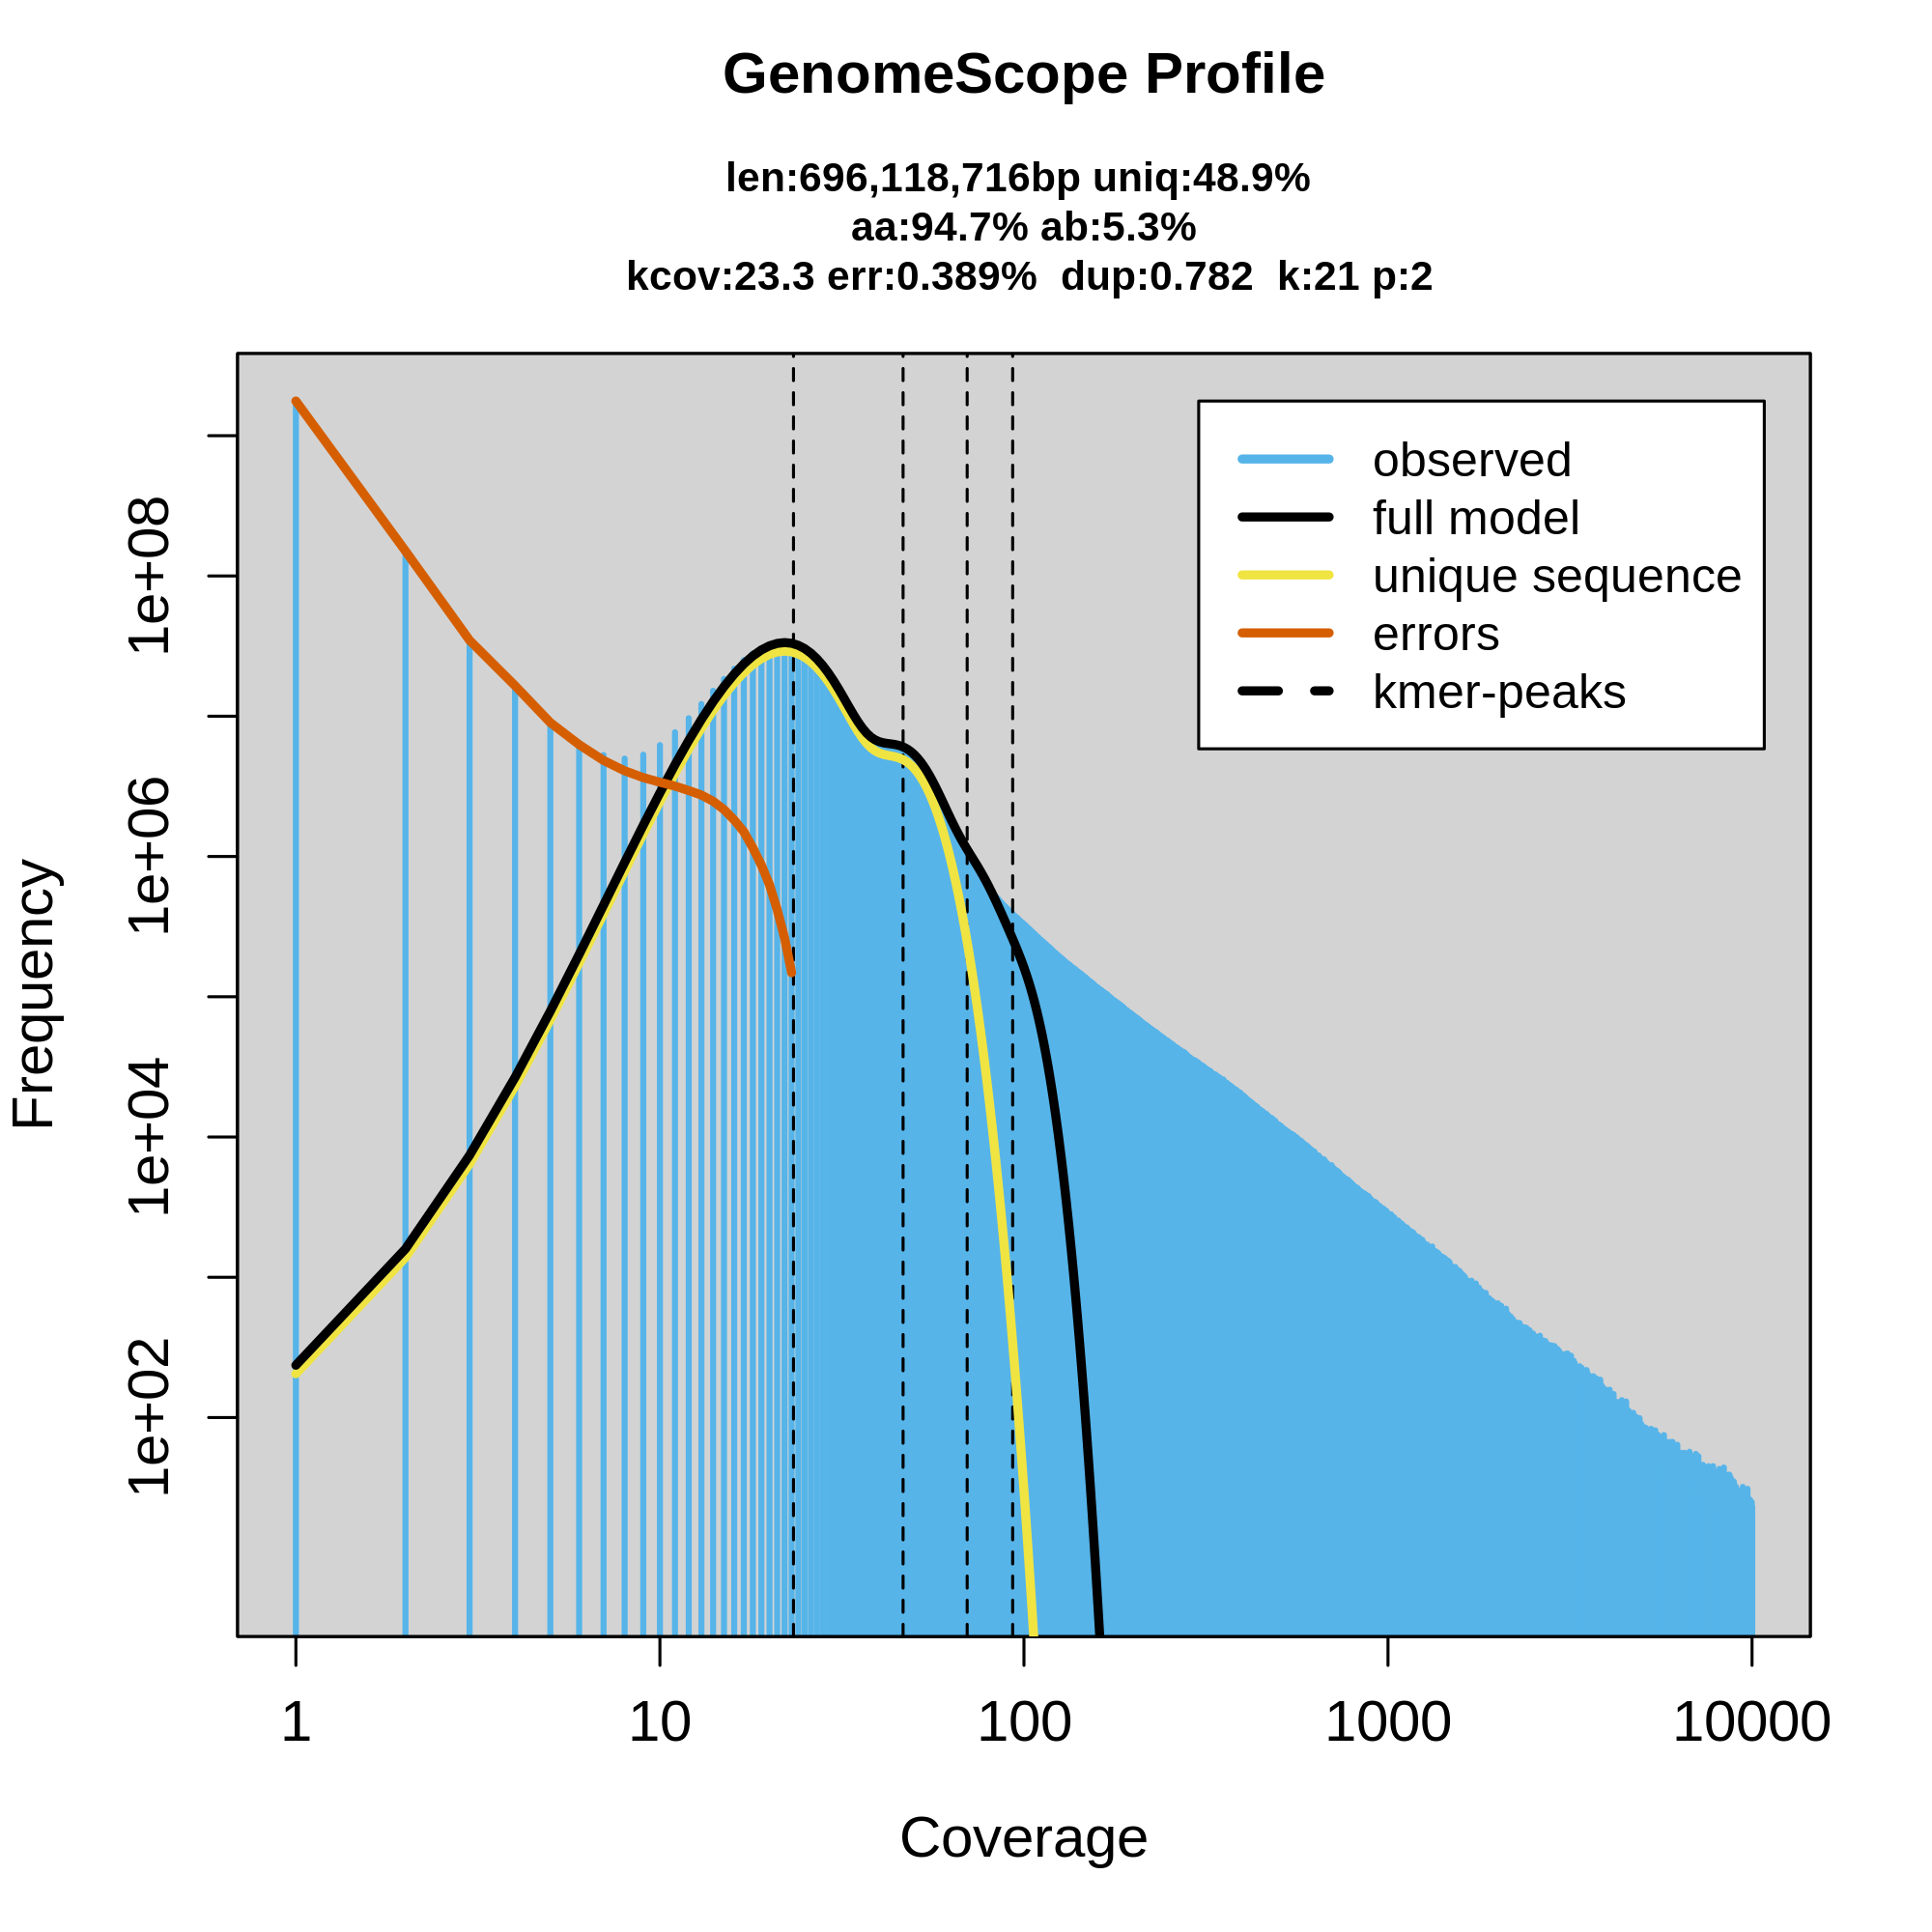 GenomeScope Profile
len:696,118,716bp uniq:48.9%
aa:94.7% ab:5.3%
kcov:23.3 err:0.389%  dup:0.782  k:21 p:2
observed
full model
unique sequence
errors
kmer-peaks
Frequency
1e+08
1e+06
1e+04
1e+02
1 10 100 1000 10000
Coverage